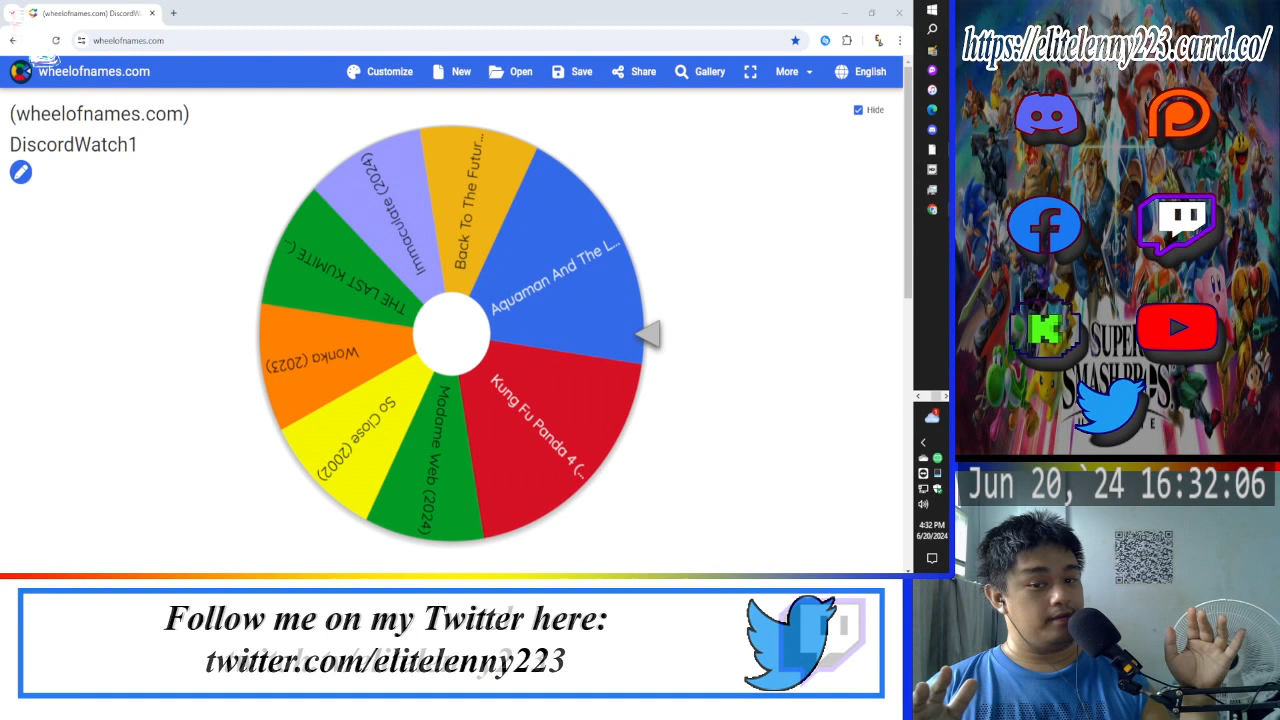 (wheelofnames.com) DiscordW
wheelofnames.com
wheelofnames.com
Customize
New
Open
Save
Share
Gallery
More
English
(wheelofnames.com)
DiscordWatch1
Hide
Back To The Futur...
Aquaman And The L...
Kung Fu Panda 4 (...
Madame Web (2024)
So Close (2002)
Wonka (2023)
THE LAST KUMITE (...
Immaculate (2024)
4:32 PM
6/20/2024
https://elitelenny223.carrd.co/
SUPER
SMASH BROS
Jun 20,`24 16:32:06
Follow me on my Twitter here:
twitter.com/elitelenny223